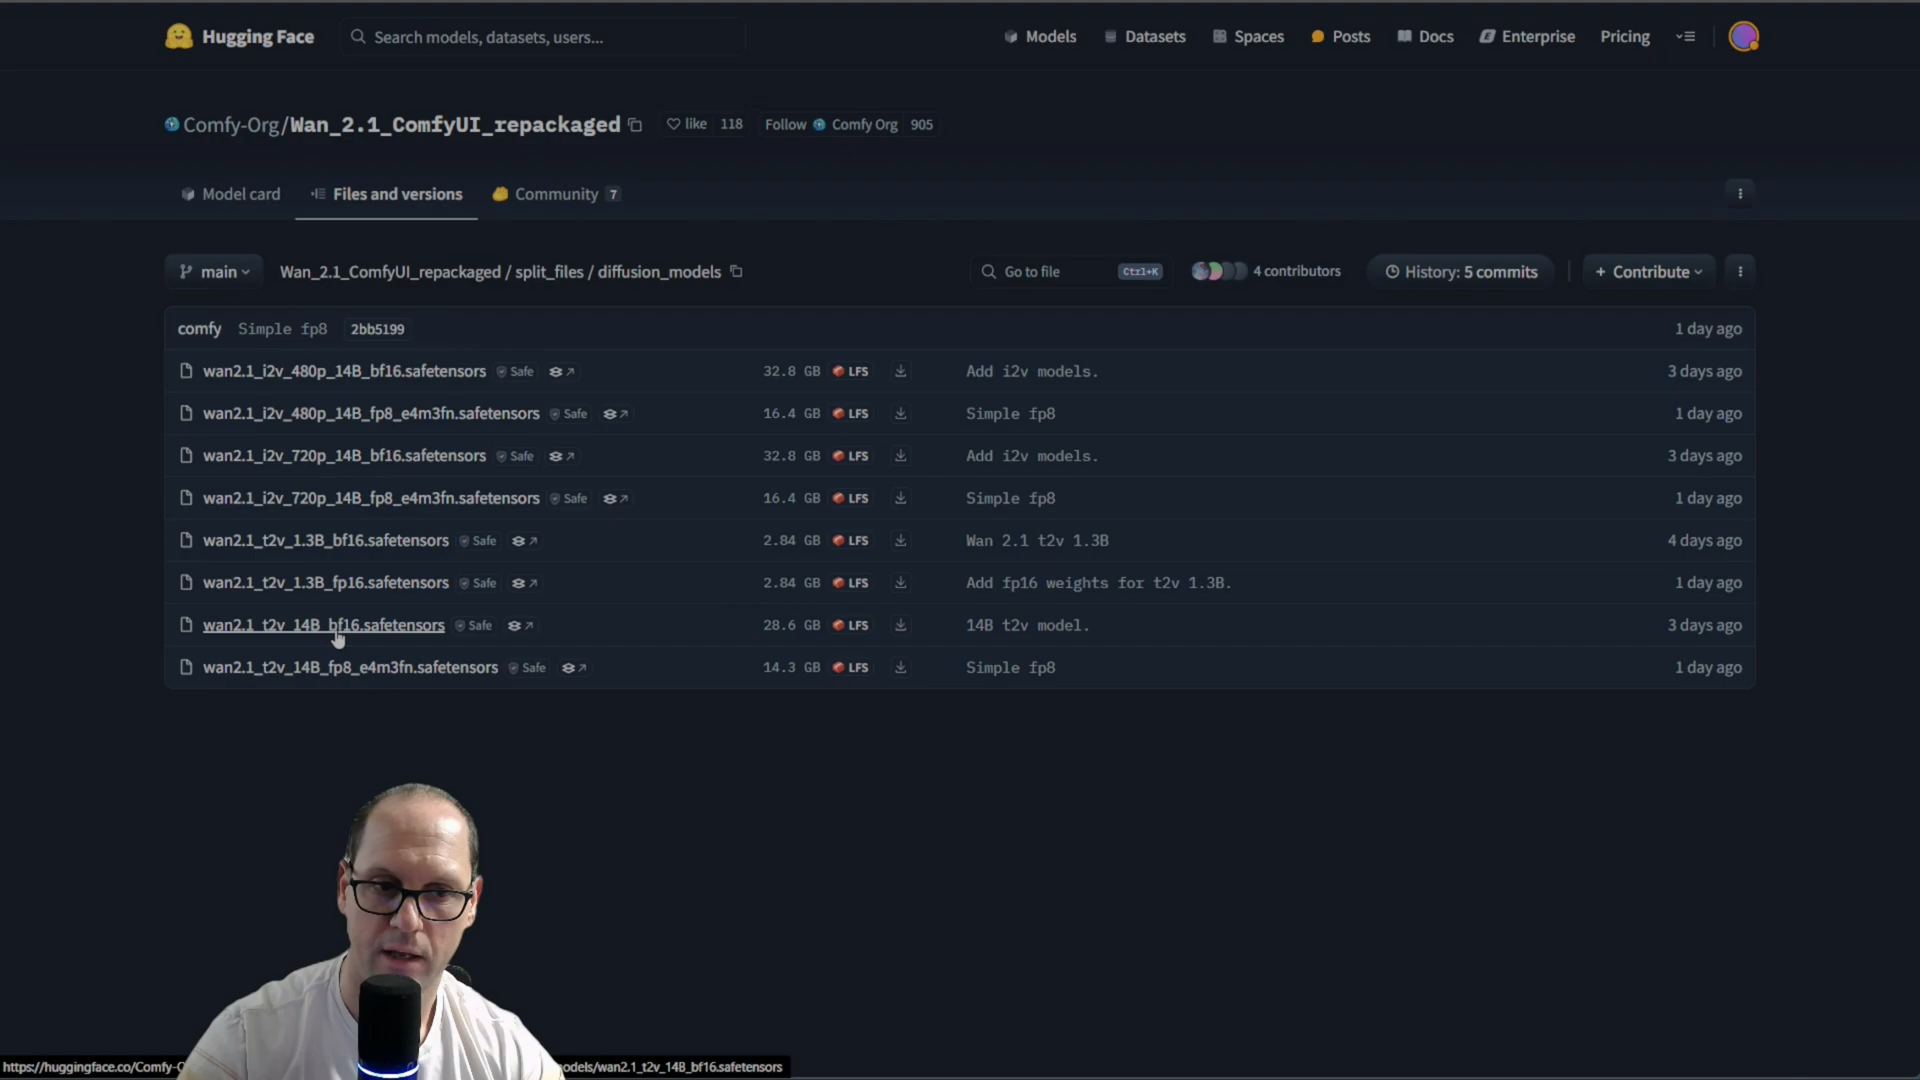 Hugging Face Search models, datasets, users... Models Datasets Spaces Posts Docs Enterprise Pricing
Comfy-Org/Wan_2.1_ComfyUI_repackaged like 118 Follow Comfy Org 905
Model card Files and versions Community 7
main Wan_2.1_ComfyUI_repackaged / split_files / diffusion_models Go to file Ctrl+K 4 contributors History: 5 commits + Contribute
comfy Simple fp8 2bb5199 1 day ago
wan2.1_i2v_480p_14B_bf16.safetensors Safe 32.8 GB LFS Add i2v models. 3 days ago
wan2.1_i2v_480p_14B_fp8_e4m3fn.safetensors Safe 16.4 GB LFS Simple fp8 1 day ago
wan2.1_i2v_720p_14B_bf16.safetensors Safe 32.8 GB LFS Add i2v models. 3 days ago
wan2.1_i2v_720p_14B_fp8_e4m3fn.safetensors Safe 16.4 GB LFS Simple fp8 1 day ago
wan2.1_t2v_1.3B_bf16.safetensors Safe 2.84 GB LFS Wan 2.1 t2v 1.3B 4 days ago
wan2.1_t2v_1.3B_fp16.safetensors Safe 2.84 GB LFS Add fp16 weights for t2v 1.3B. 1 day ago
wan2.1_t2v_14B_bf16.safetensors Safe 28.6 GB LFS 14B t2v model. 3 days ago
wan2.1_t2v_14B_fp8_e4m3fn.safetensors Safe 14.3 GB LFS Simple fp8 1 day ago
https://huggingface.co/Comfy-O odels/wan2.1_t2v_14B_bf16.safetensors